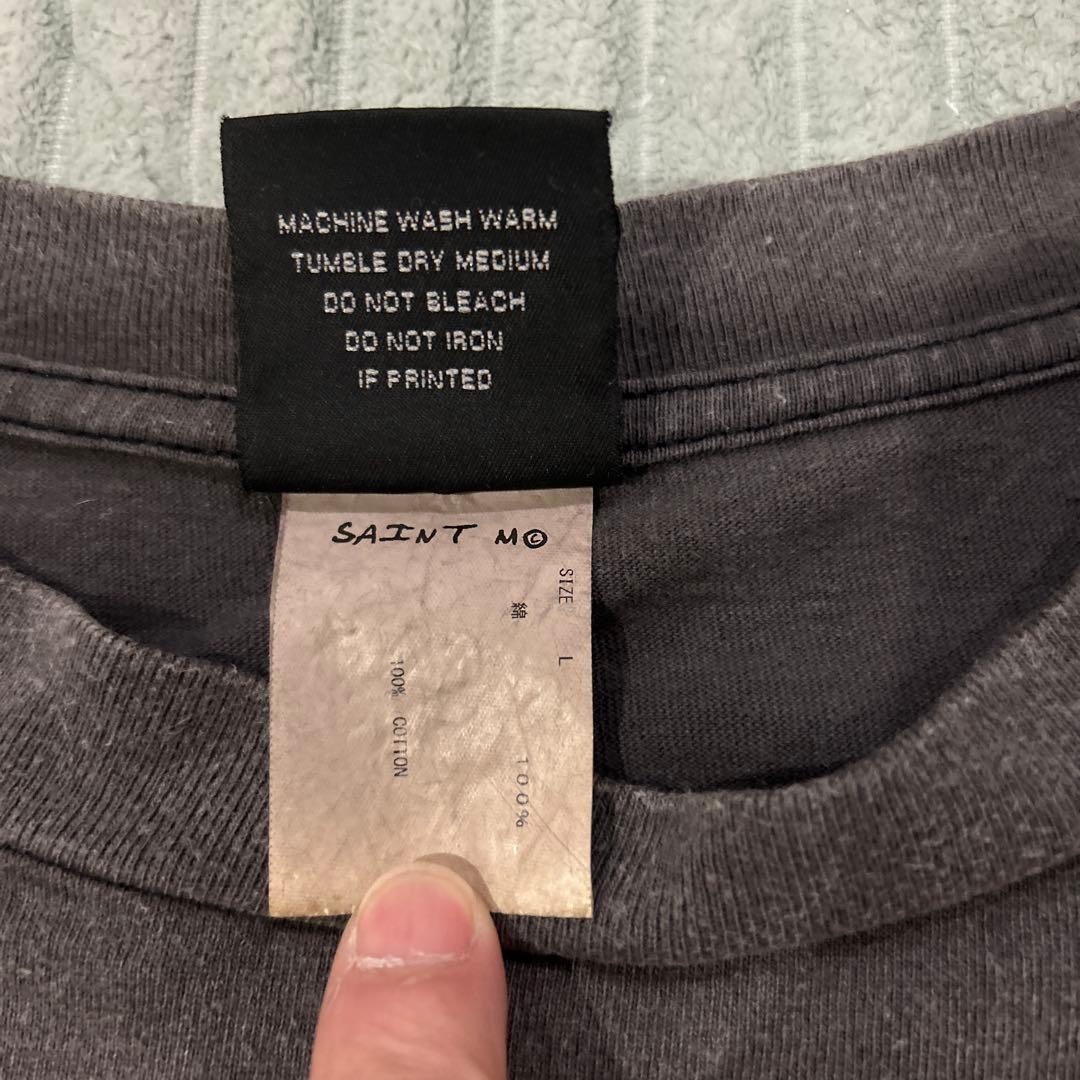 MACHINE WASH WARM
TUMBLE DRY MEDIUM
DO NOT BLEACH
DO NOT IRON
IF PRINTED
SAINT M©
SIZE L
綿 100%
100% COTTON